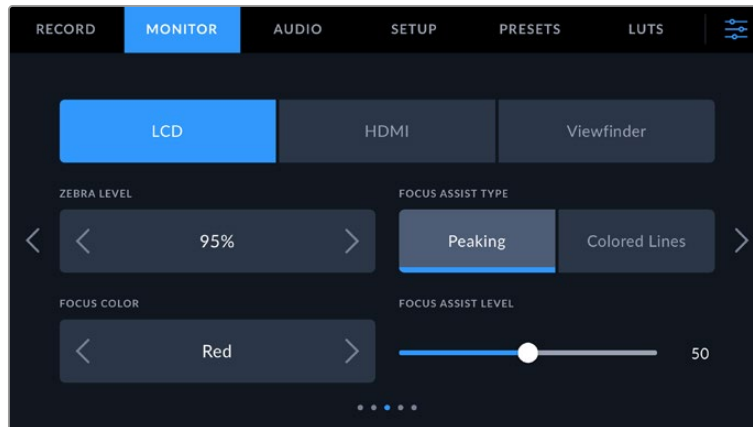 RECORD MONITOR AUDIO SETUP PRESETS LUTS
LCD HDMI Viewfinder
ZEBRA LEVEL FOCUS ASSIST TYPE
95% Peaking Colored Lines
FOCUS COLOR FOCUS ASSIST LEVEL
Red 50